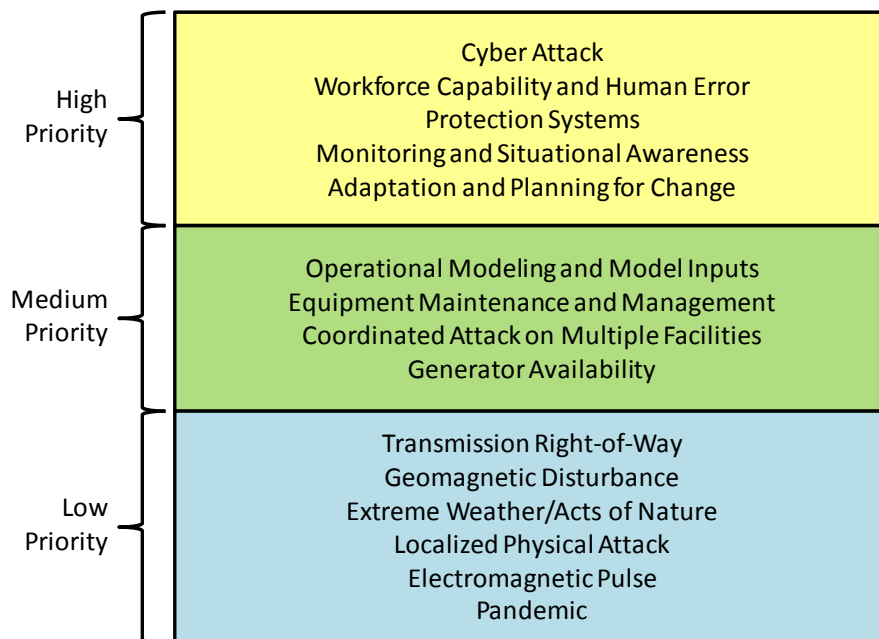 High
Priority
Cyber Attack
Workforce Capability and Human Error
Protection Systems
Monitoring and Situational Awareness
Adaptation and Planning for Change
Medium
Priority
Operational Modeling and Model Inputs
Equipment Maintenance and Management
Coordinated Attack on Multiple Facilities
Generator Availability
Low
Priority
Transmission Right-of-Way
Geomagnetic Disturbance
Extreme Weather/Acts of Nature
Localized Physical Attack
Electromagnetic Pulse
Pandemic